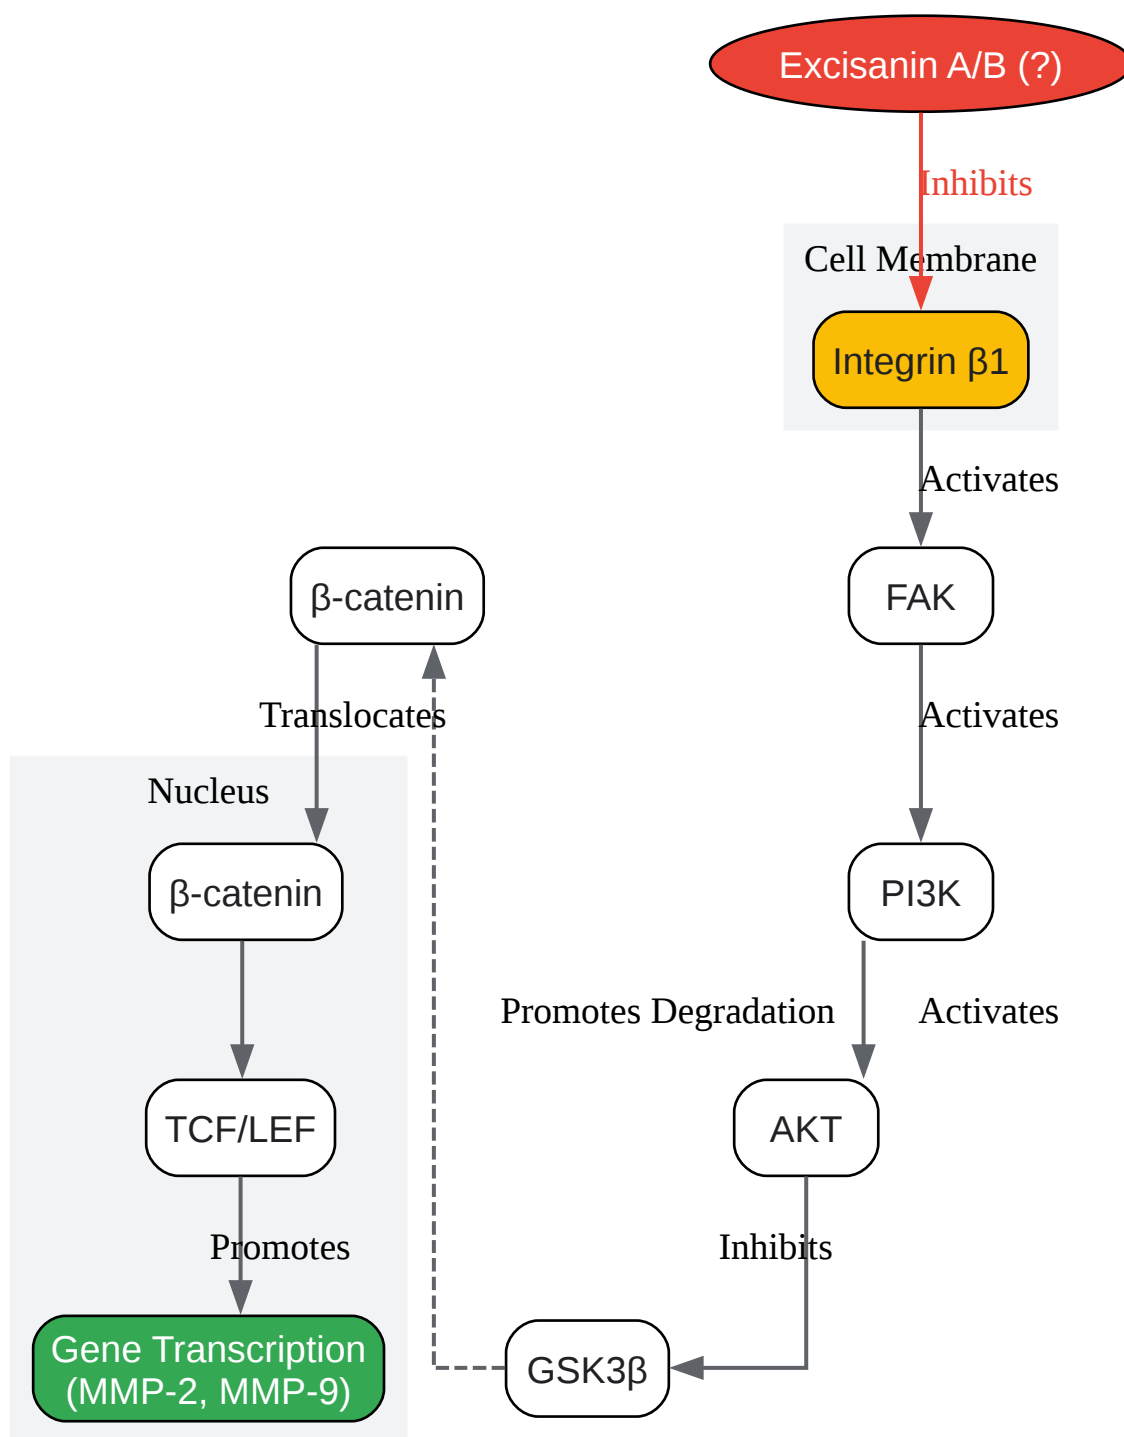 Excisanin A/B (?)
Inhibits
Cell Membrane
Integrin β1
Activates
β-catenin
FAK
Translocates
Activates
Nucleus
β-catenin
PI3K
Promotes Degradation
Activates
TCF/LEF
AKT
Promotes
Inhibits
Gene Transcription
(MMP-2, MMP-9)
GSK3β